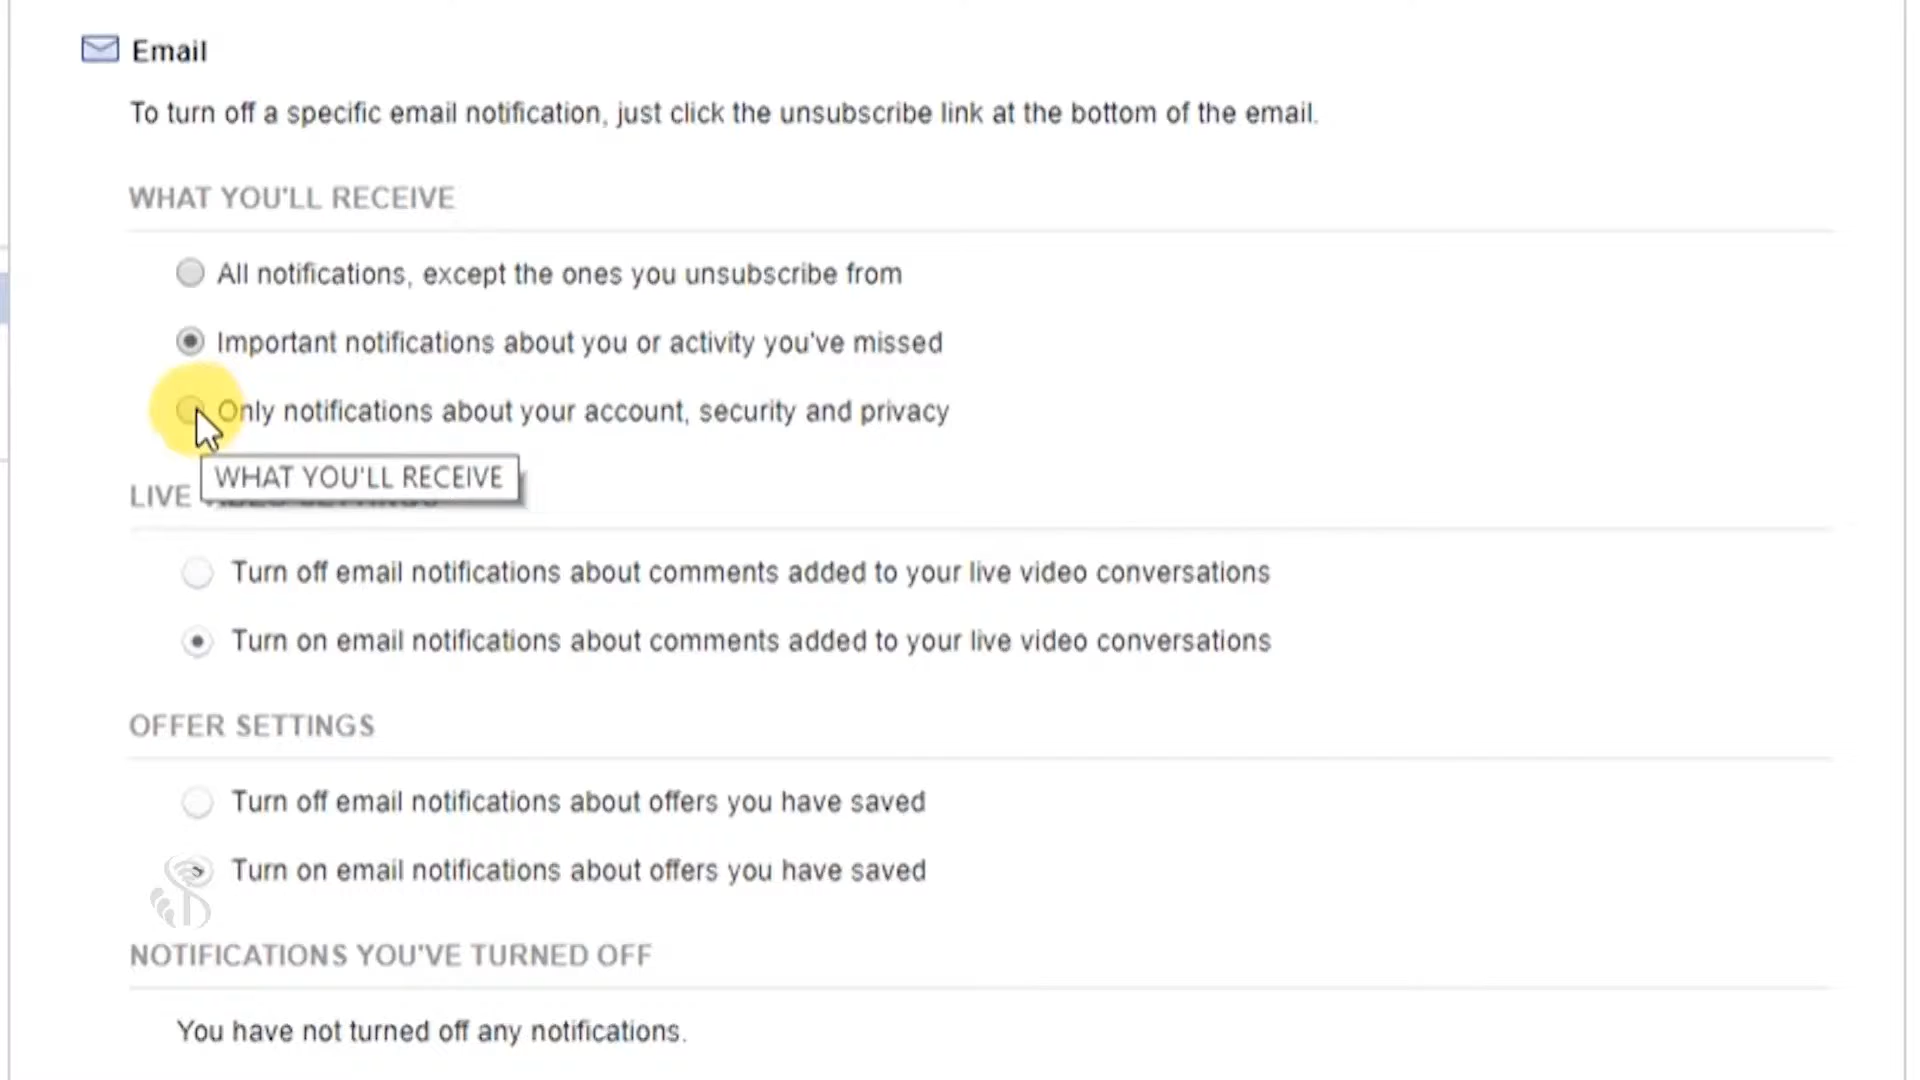 Email
To turn off a specific email notification, just click the unsubscribe link at the bottom of the email.
WHAT YOU'LL RECEIVE
All notifications, except the ones you unsubscribe from
Important notifications about you or activity you've missed
Only notifications about your account, security and privacy
WHAT YOU'LL RECEIVE
LIVE
Turn off email notifications about comments added to your live video conversations
Turn on email notifications about comments added to your live video conversations
OFFER SETTINGS
Turn off email notifications about offers you have saved
Turn on email notifications about offers you have saved
NOTIFICATIONS YOU'VE TURNED OFF
You have not turned off any notifications.